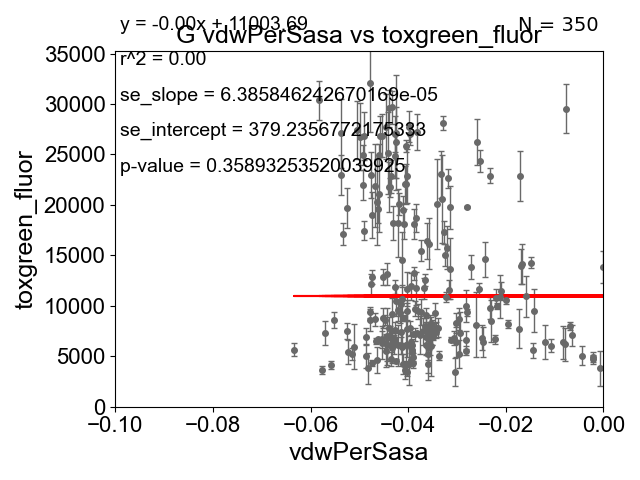 y = -0.00x + 11003.69
N = 350
G vdwPerSasa vs toxgreen_fluor
r^2 = 0.00
se_slope = 6.385846242670169e-05
se_intercept = 379.2356772175333
p-value = 0.35893253520039925
toxgreen_fluor
35000
30000
25000
20000
15000
10000
5000
0
−0.10
−0.08
−0.06
−0.04
−0.02
0.00
vdwPerSasa